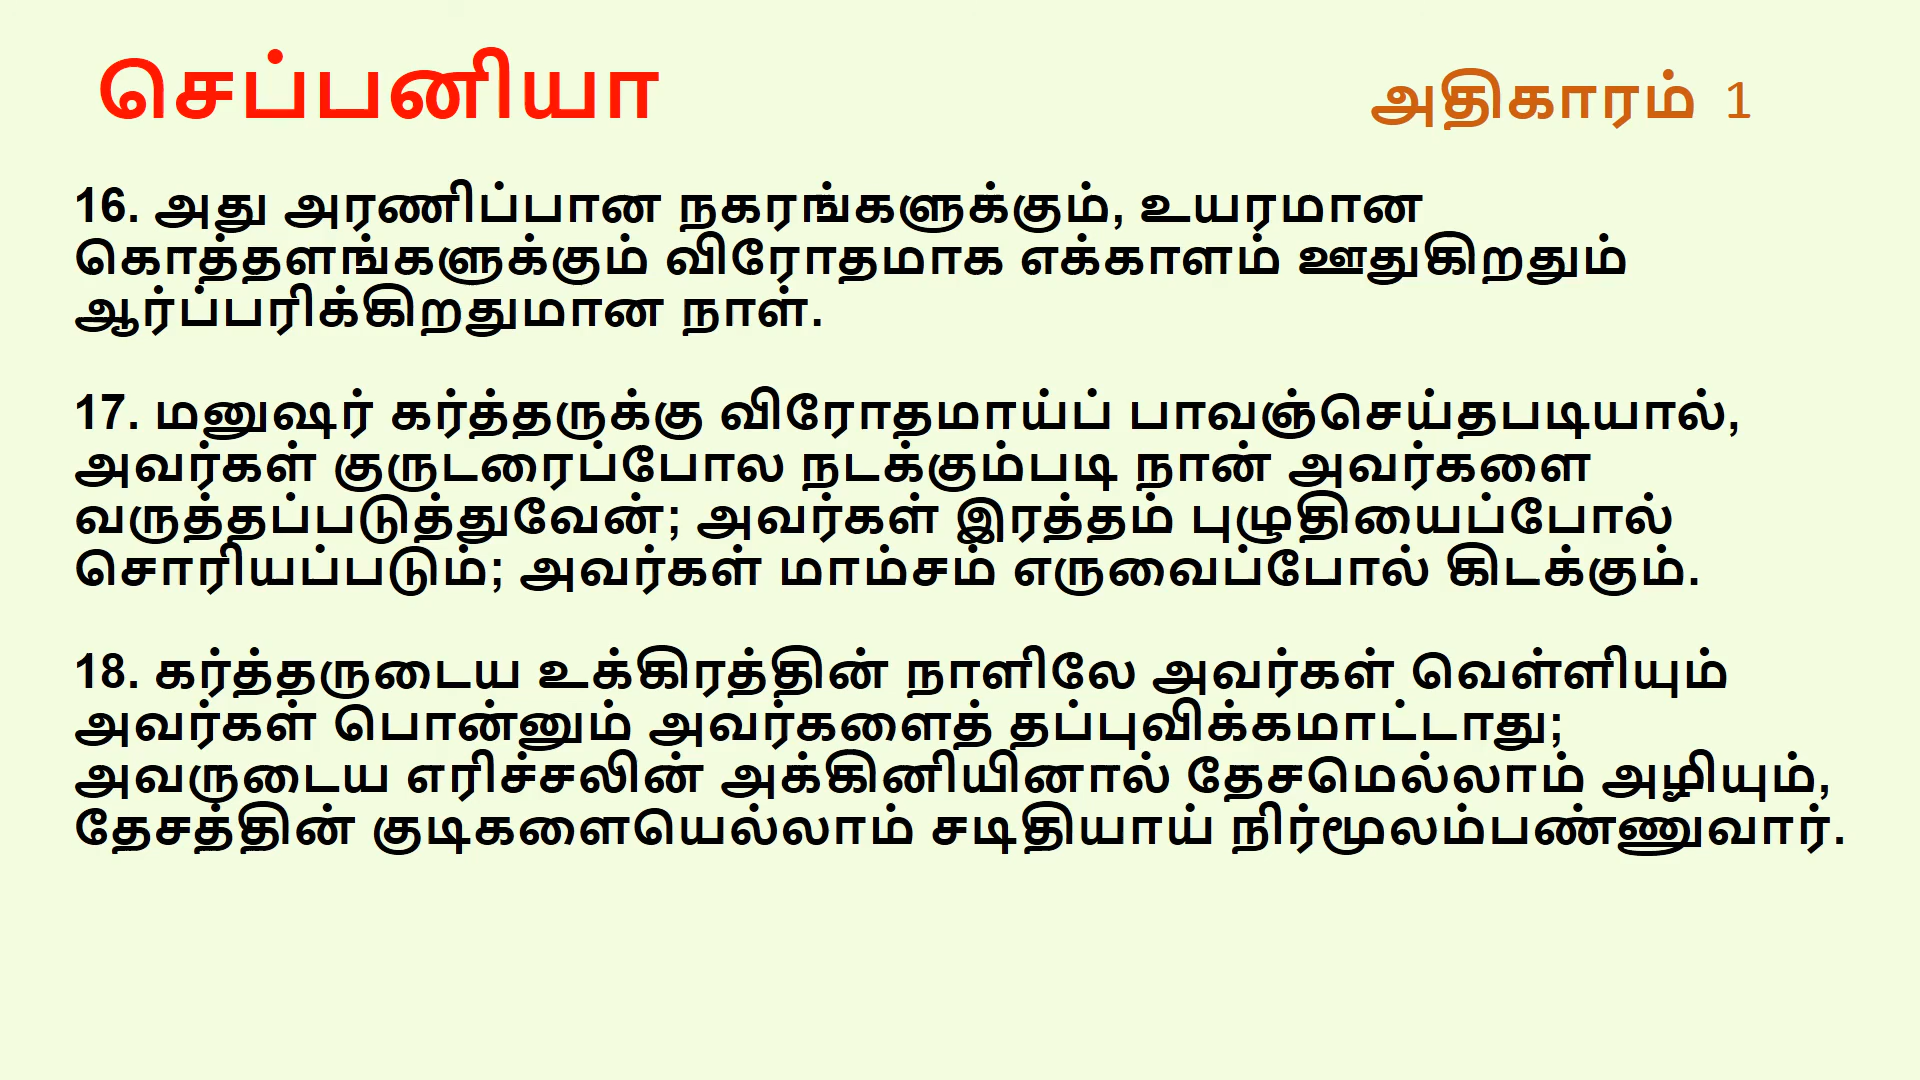 செப்பனியா
அதிகாரம் 1
16. அது அரணிப்பான நகரங்களுக்கும், உயரமான
கொத்தளங்களுக்கும் விரோதமாக எக்காளம் ஊதுகிறதும்
ஆர்ப்பரிக்கிறதுமான நாள்.
17. மனுஷர் கர்த்தருக்கு விரோதமாய்ப் பாவஞ்செய்தபடியால்,
அவர்கள் குருடரைப்போல நடக்கும்படி நான் அவர்களை
வருத்தப்படுத்துவேன்; அவர்கள் இரத்தம் புழுதியைப்போல்
சொரியப்படும்; அவர்கள் மாம்சம் எருவைப்போல் கிடக்கும்.
18. கர்த்தருடைய உக்கிரத்தின் நாளிலே அவர்கள் வெள்ளியும்
அவர்கள் பொன்னும் அவர்களைத் தப்புவிக்கமாட்டாது;
அவருடைய எரிச்சலின் அக்கினியினால் தேசமெல்லாம் அழியும்,
தேசத்தின் குடிகளையெல்லாம் சடிதியாய் நிர்மூலம்பண்ணுவார்.